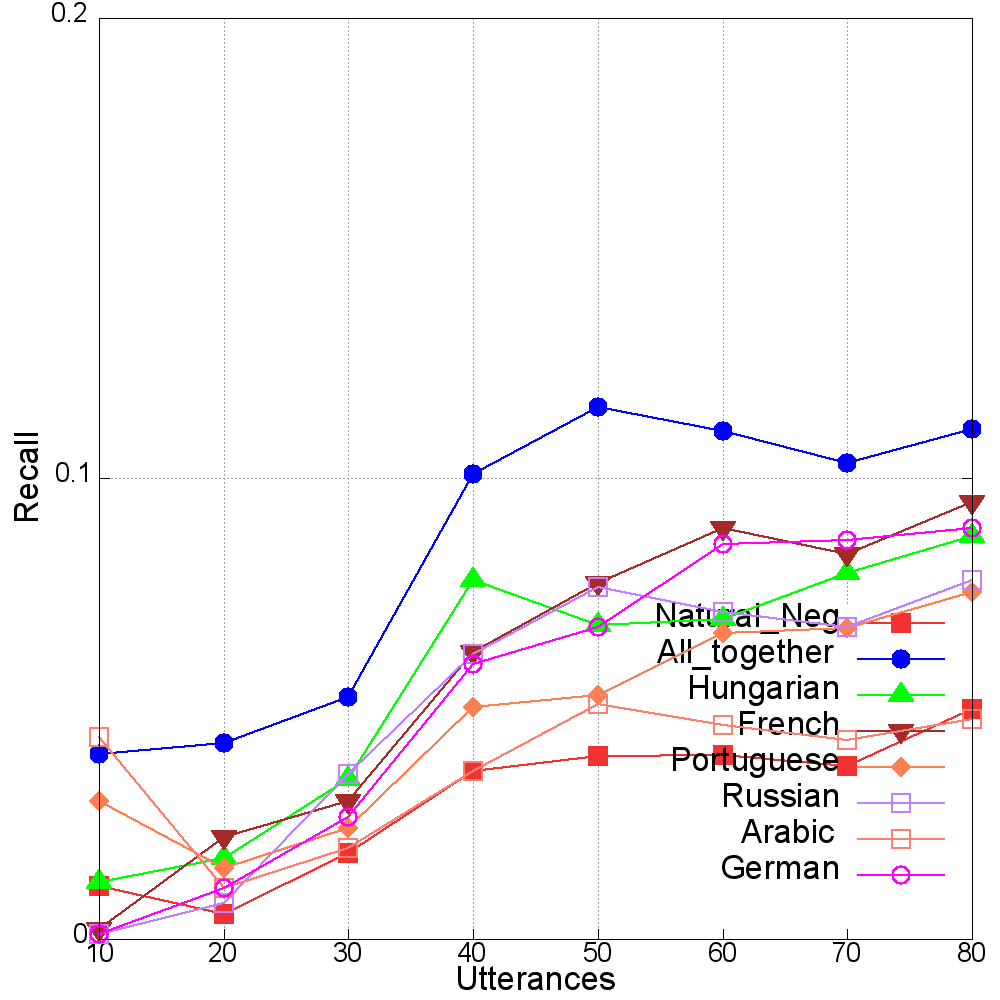 0.2
0.1
0
Recall
Natural_Neg
All_together
Hungarian
French
Portuguese
Russian
Arabic
German
10 20 30 40 50 60 70 80
Utterances